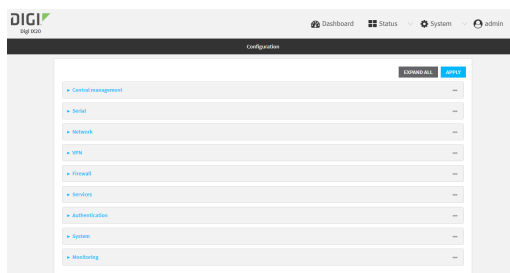 DIGI
Digi IX20
Dashboard Status System admin
Configuration
EXPAND ALL APPLY
Central management
Serial
Network
VPN
Firewall
Services
Authentication
System
Monitoring